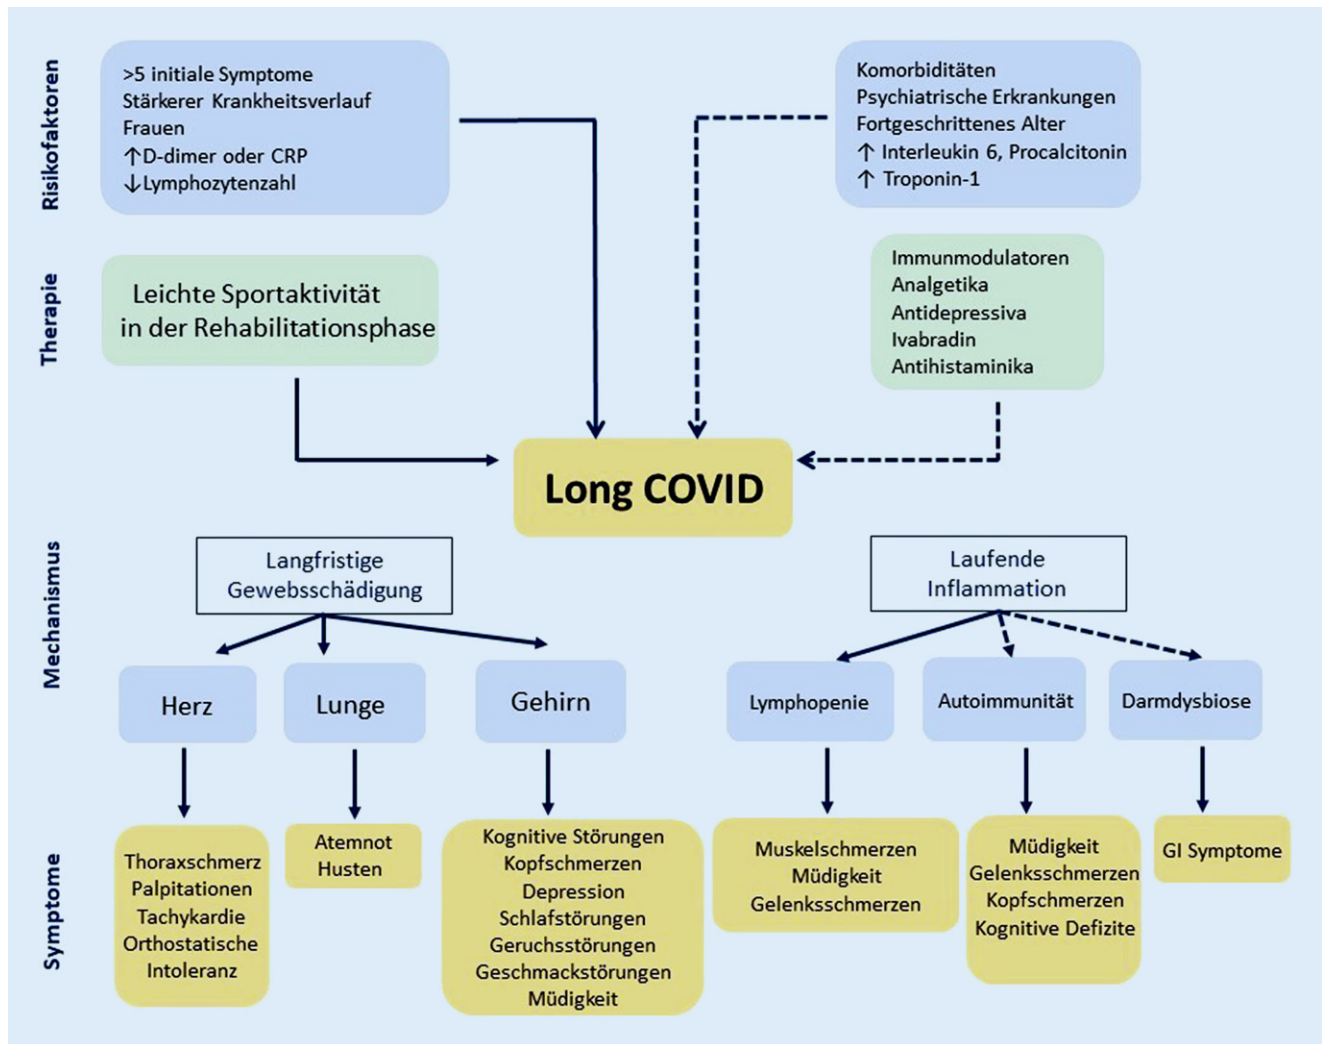 Risikofaktoren
>5 initiale Symptome
Stärkerer Krankheitsverlauf
Frauen
↑D-dimer oder CRP
↓Lymphozytenzahl
Komorbiditäten
Psychiatrische Erkrankungen
Fortgeschrittenes Alter
↑ Interleukin 6, Procalcitonin
↑ Troponin-1
Therapie
Leichte Sportaktivität
in der Rehabilitationsphase
Immunmodulatoren
Analgetika
Antidepressiva
Ivabradin
Antihistaminika
Long COVID
Mechanismus
Langfristige
Gewebsschädigung
Laufende
Inflammation
Herz
Lunge
Gehirn
Lymphopenie
Autoimmunität
Darmdysbiose
Symptome
Thoraxschmerz
Palpitationen
Tachykardie
Orthostatische
Intoleranz
Atemnot
Husten
Kognitive Störungen
Kopfschmerzen
Depression
Schlafstörungen
Geruchsstörungen
Geschmackstörungen
Müdigkeit
Muskelschmerzen
Müdigkeit
Gelenksschmerzen
Müdigkeit
Gelenksschmerzen
Kopfschmerzen
Kognitive Defizite
GI Symptome